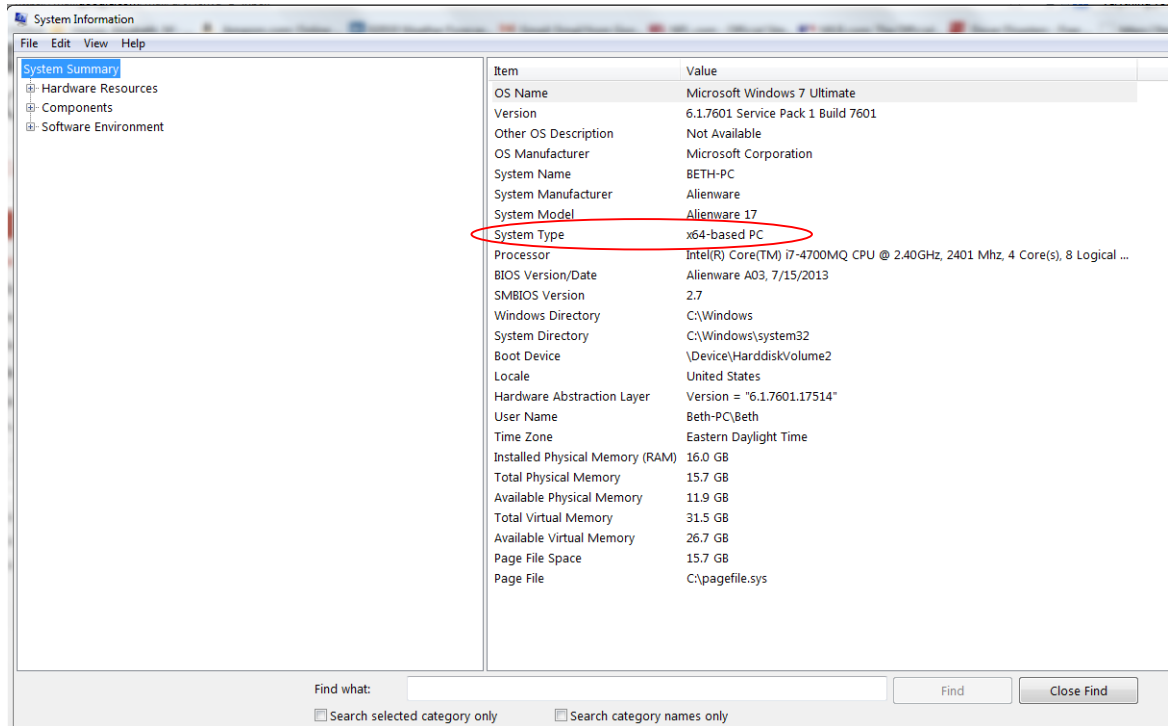 System Information
File Edit View Help
System Summary
Hardware Resources
Components
Software Environment
Item Value
OS Name Microsoft Windows 7 Ultimate
Version 6.1.7601 Service Pack 1 Build 7601
Other OS Description Not Available
OS Manufacturer Microsoft Corporation
System Name BETH-PC
System Manufacturer Alienware
System Model Alienware 17
System Type x64-based PC
Processor Intel(R) Core(TM) i7-4700MQ CPU @ 2.40GHz, 2401 Mhz, 4 Core(s), 8 Logical ...
BIOS Version/Date Alienware A03, 7/15/2013
SMBIOS Version 2.7
Windows Directory C:\Windows
System Directory C:\Windows\system32
Boot Device \Device\HarddiskVolume2
Locale United States
Hardware Abstraction Layer Version = "6.1.7601.17514"
User Name Beth-PC\Beth
Time Zone Eastern Daylight Time
Installed Physical Memory (RAM) 16.0 GB
Total Physical Memory 15.7 GB
Available Physical Memory 11.9 GB
Total Virtual Memory 31.5 GB
Available Virtual Memory 26.7 GB
Page File Space 15.7 GB
Page File C:\pagefile.sys
Find what: Find Close Find
Search selected category only Search category names only